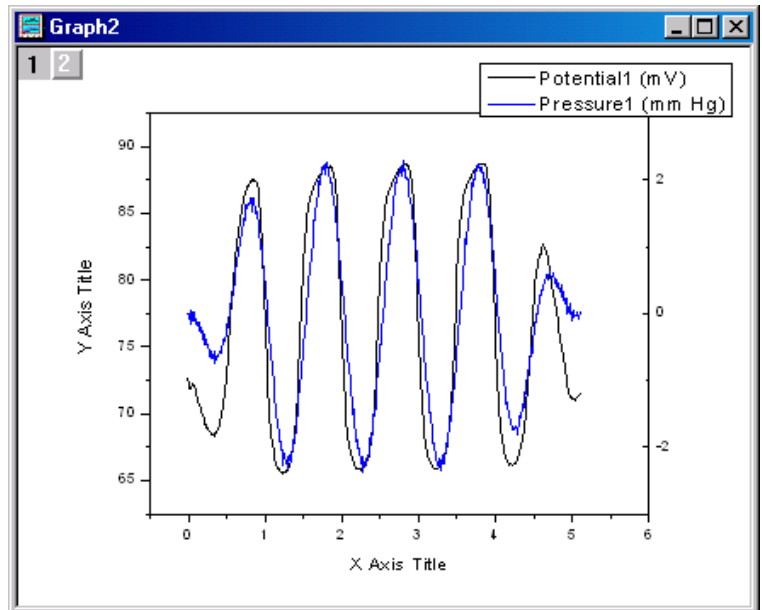 Graph2
1 2
Potential1 (mV)
Pressure1 (mm Hg)
90
85
80
75
70
65
2
0
-2
Y Axis Title
0 1 2 3 4 5 6
X Axis Title